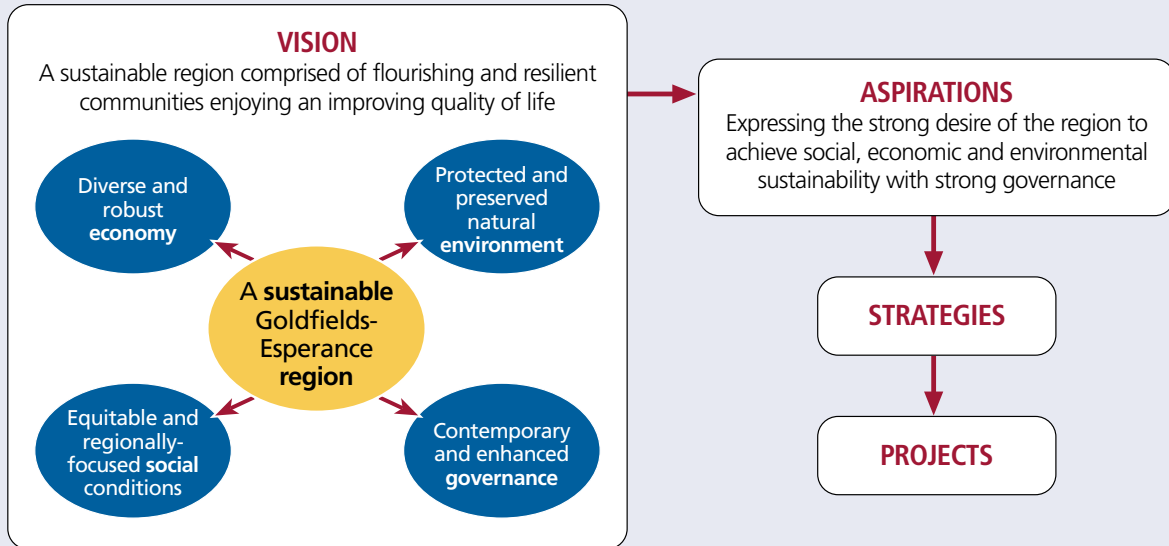 VISION
A sustainable region comprised of flourishing and resilient
communities enjoying an improving quality of life
Diverse and
robust
economy
Protected and
preserved
natural
environment
A sustainable
Goldfields-
Esperance
region
Equitable and
regionally-
focused social
conditions
Contemporary
and enhanced
governance
ASPIRATIONS
Expressing the strong desire of the region to
achieve social, economic and environmental
sustainability with strong governance
STRATEGIES
PROJECTS